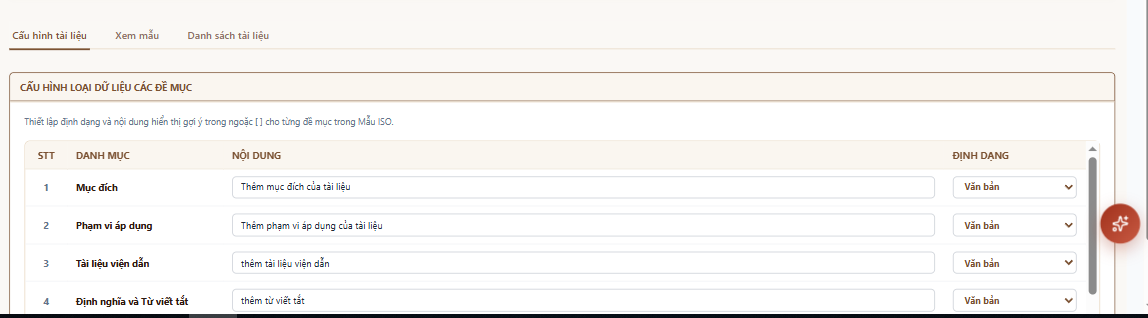 Cấu hình tài liệu Xem mẫu Danh sách tài liệu
CẤU HÌNH LOẠI DỮ LIỆU CÁC ĐỀ MỤC
Thiết lập định dạng và nội dung hiển thị gợi ý trong ngoặc [ ] cho từng đề mục trong Mẫu ISO.
STT DANH MỤC NỘI DUNG ĐỊNH DẠNG
1 Mục đích Thêm mục đích của tài liệu Văn bản
2 Phạm vi áp dụng Thêm phạm vi áp dụng của tài liệu Văn bản
3 Tài liệu viện dẫn thêm tài liệu viện dẫn Văn bản
4 Định nghĩa và Từ viết tắt thêm từ viết tắt Văn bản